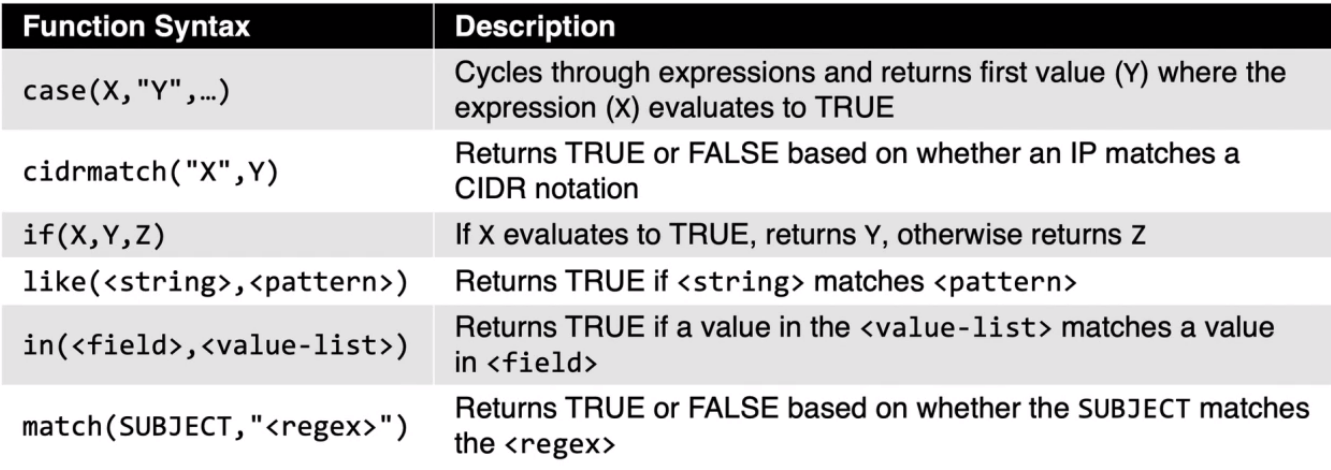 Function Syntax Description
case(X,"Y",…) Cycles through expressions and returns first value (Y) where the
expression (X) evaluates to TRUE
cidrmatch("X",Y) Returns TRUE or FALSE based on whether an IP matches a
CIDR notation
if(X,Y,Z) If X evaluates to TRUE, returns Y, otherwise returns Z
like(<string>,<pattern>) Returns TRUE if <string> matches <pattern>
in(<field>,<value-list>) Returns TRUE if a value in the <value-list> matches a value
in <field>
match(SUBJECT,"<regex>") Returns TRUE or FALSE based on whether the SUBJECT matches
the <regex>